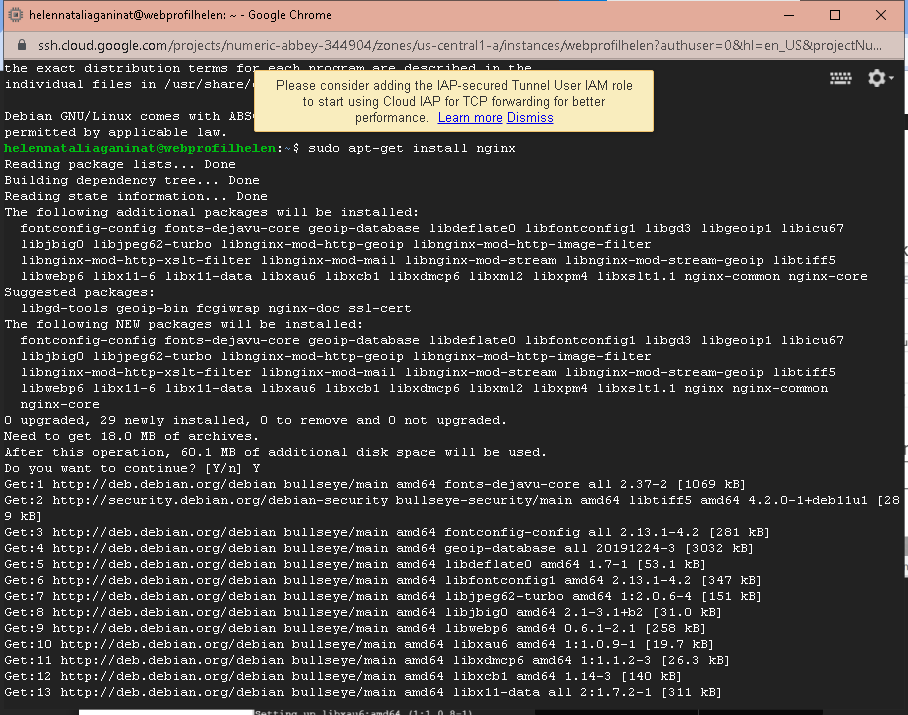 helennataliaganinat@webprofilhelen: ~ - Google Chrome
ssh.cloud.google.com/projects/numeric-abbey-344904/zones/us-central1-a/instances/webprofilhelen?authuser=0&hl=en_US&projectNu...
the exact distribution terms for each program are described in the
individual files in /usr/share/
Please consider adding the IAP-secured Tunnel User IAM role
to start using Cloud IAP for TCP forwarding for better
performance. Learn more Dismiss
Debian GNU/Linux comes with ABS
permitted by applicable law.
helennataliaganinat@webprofilhelen:~$ sudo apt-get install nginx
Reading package lists... Done
Building dependency tree... Done
Reading state information... Done
The following additional packages will be installed:
fontconfig-config fonts-dejavu-core geoip-database libdeflate0 libfontconfig1 libgd3 libgeoip1 libicu67
libjbig0 libjpeg62-turbo libnginx-mod-http-geoip libnginx-mod-http-image-filter
libnginx-mod-http-xslt-filter libnginx-mod-mail libnginx-mod-stream libnginx-mod-stream-geoip libtiff5
libwebp6 libx11-6 libx11-data libxau6 libxcb1 libxdmcp6 libxml2 libxpm4 libxslt1.1 nginx-common nginx-core
Suggested packages:
libgd-tools geoip-bin fcgiwrap nginx-doc ssl-cert
The following NEW packages will be installed:
fontconfig-config fonts-dejavu-core geoip-database libdeflate0 libfontconfig1 libgd3 libgeoip1 libicu67
libjbig0 libjpeg62-turbo libnginx-mod-http-geoip libnginx-mod-http-image-filter
libnginx-mod-http-xslt-filter libnginx-mod-mail libnginx-mod-stream libnginx-mod-stream-geoip libtiff5
libwebp6 libx11-6 libx11-data libxau6 libxcb1 libxdmcp6 libxml2 libxpm4 libxslt1.1 nginx nginx-common
nginx-core
0 upgraded, 29 newly installed, 0 to remove and 0 not upgraded.
Need to get 18.0 MB of archives.
After this operation, 60.1 MB of additional disk space will be used.
Do you want to continue? [Y/n] Y
Get:1 http://deb.debian.org/debian bullseye/main amd64 fonts-dejavu-core all 2.37-2 [1069 kB]
Get:2 http://security.debian.org/debian-security bullseye-security/main amd64 libtiff5 amd64 4.2.0-1+deb11u1 [28
9 kB]
Get:3 http://deb.debian.org/debian bullseye/main amd64 fontconfig-config all 2.13.1-4.2 [281 kB]
Get:4 http://deb.debian.org/debian bullseye/main amd64 geoip-database all 20191224-3 [3032 kB]
Get:5 http://deb.debian.org/debian bullseye/main amd64 libdeflate0 amd64 1.7-1 [53.1 kB]
Get:6 http://deb.debian.org/debian bullseye/main amd64 libfontconfig1 amd64 2.13.1-4.2 [347 kB]
Get:7 http://deb.debian.org/debian bullseye/main amd64 libjpeg62-turbo amd64 1:2.0.6-4 [151 kB]
Get:8 http://deb.debian.org/debian bullseye/main amd64 libjbig0 amd64 2.1-3.1+b2 [31.0 kB]
Get:9 http://deb.debian.org/debian bullseye/main amd64 libwebp6 amd64 0.6.1-2.1 [258 kB]
Get:10 http://deb.debian.org/debian bullseye/main amd64 libxau6 amd64 1:1.0.9-1 [19.7 kB]
Get:11 http://deb.debian.org/debian bullseye/main amd64 libxdmcp6 amd64 1:1.1.2-3 [26.3 kB]
Get:12 http://deb.debian.org/debian bullseye/main amd64 libxcb1 amd64 1.14-3 [140 kB]
Get:13 http://deb.debian.org/debian bullseye/main amd64 libx11-data all 2:1.7.2-1 [311 kB]